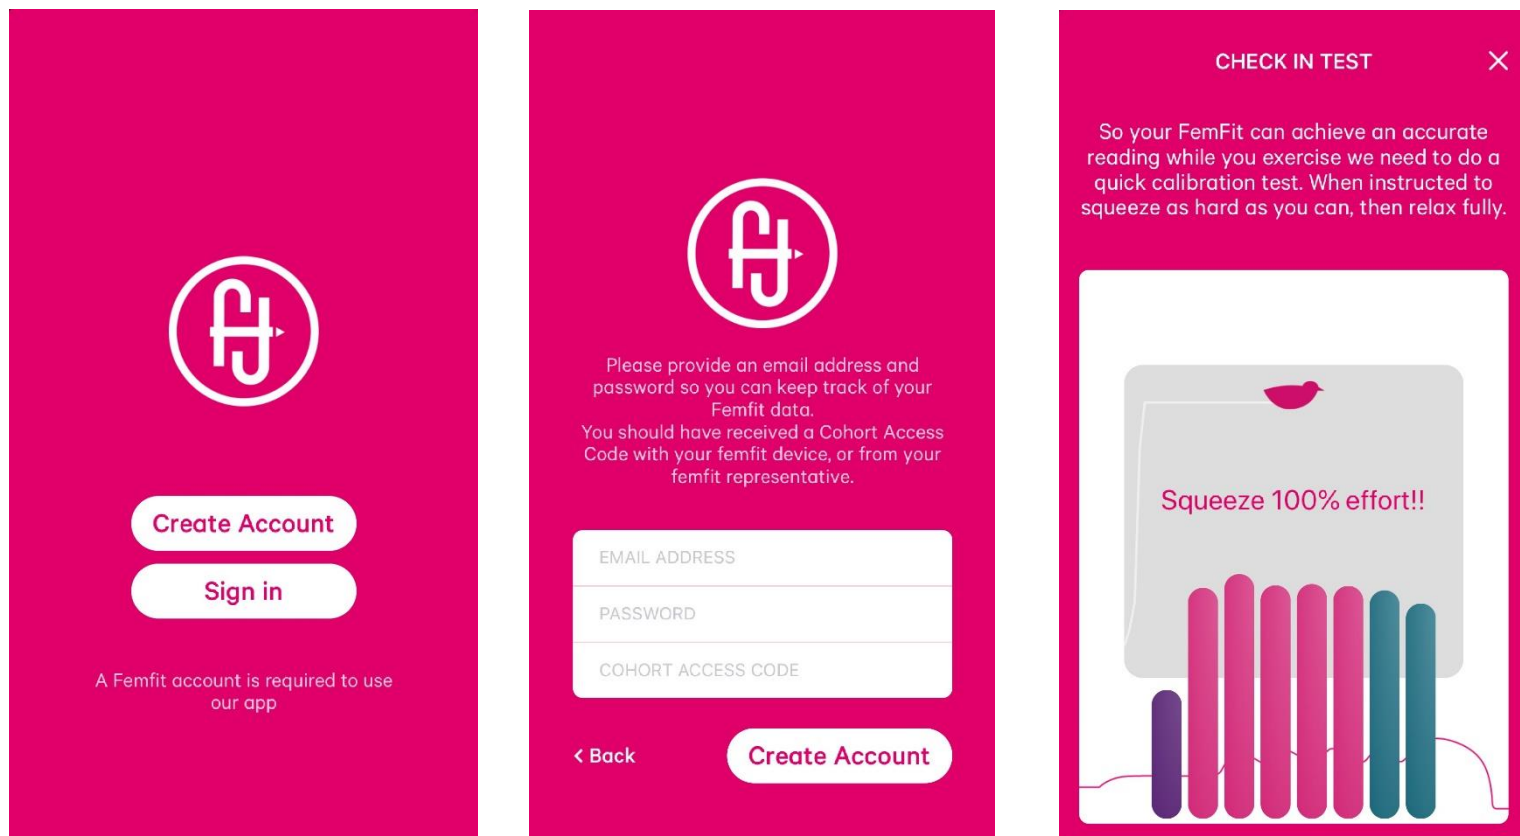 Create Account
Sign in
A Femfit account is required to use
our app
Please provide an email address and
password so you can keep track of your
Femfit data.
You should have received a Cohort Access
Code with your femfit device, or from your
femfit representative.
EMAIL ADDRESS
PASSWORD
COHORT ACCESS CODE
< Back
Create Account
CHECK IN TEST
So your FemFit can achieve an accurate
reading while you exercise we need to do a
quick calibration test. When instructed to
squeeze as hard as you can, then relax fully.
Squeeze 100% effort!!